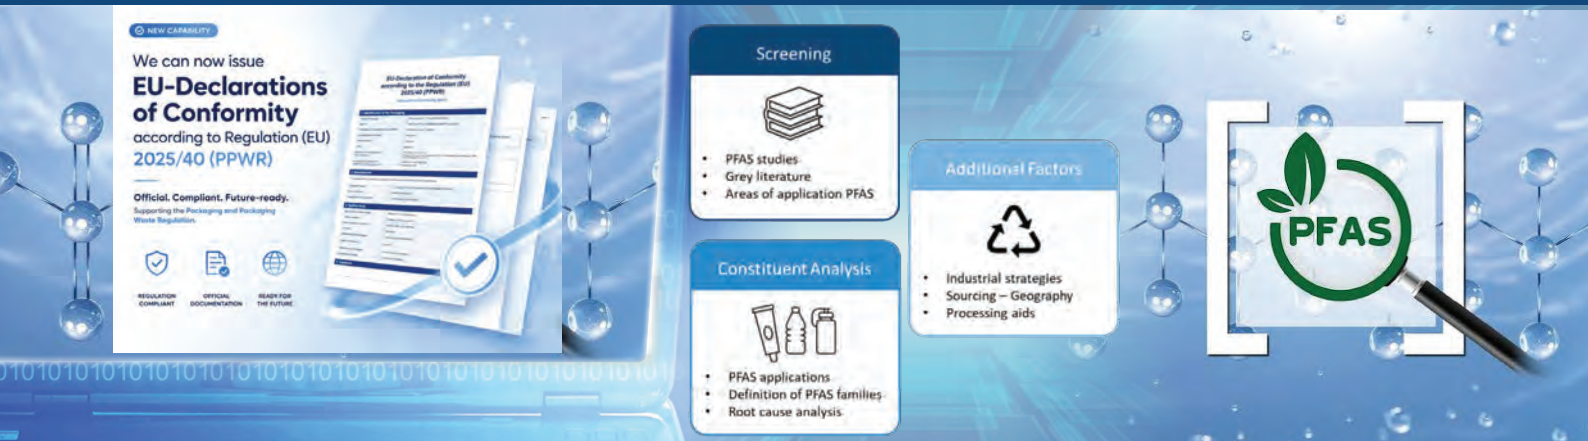 NEW CAPABILITY
We can now issue
EU-Declarations
of Conformity
according to Regulation (EU)
2025/40 (PPWR)
Official. Compliant. Future-ready.
Supporting the Packaging and Packaging
Waste Regulation.
REGULATION
COMPLIANT
OFFICIAL
DOCUMENTATION
READY FOR
THE FUTURE
EU-Declaration of Conformity
according to the Regulation (EU)
2025/40 (PPWR)
Screening
• PFAS studies
• Grey literature
• Areas of application PFAS
Constituent Analysis
• PFAS applications
• Definition of PFAS families
• Root cause analysis
Additional Factors
• Industrial strategies
• Sourcing – Geography
• Processing aids
PFAS